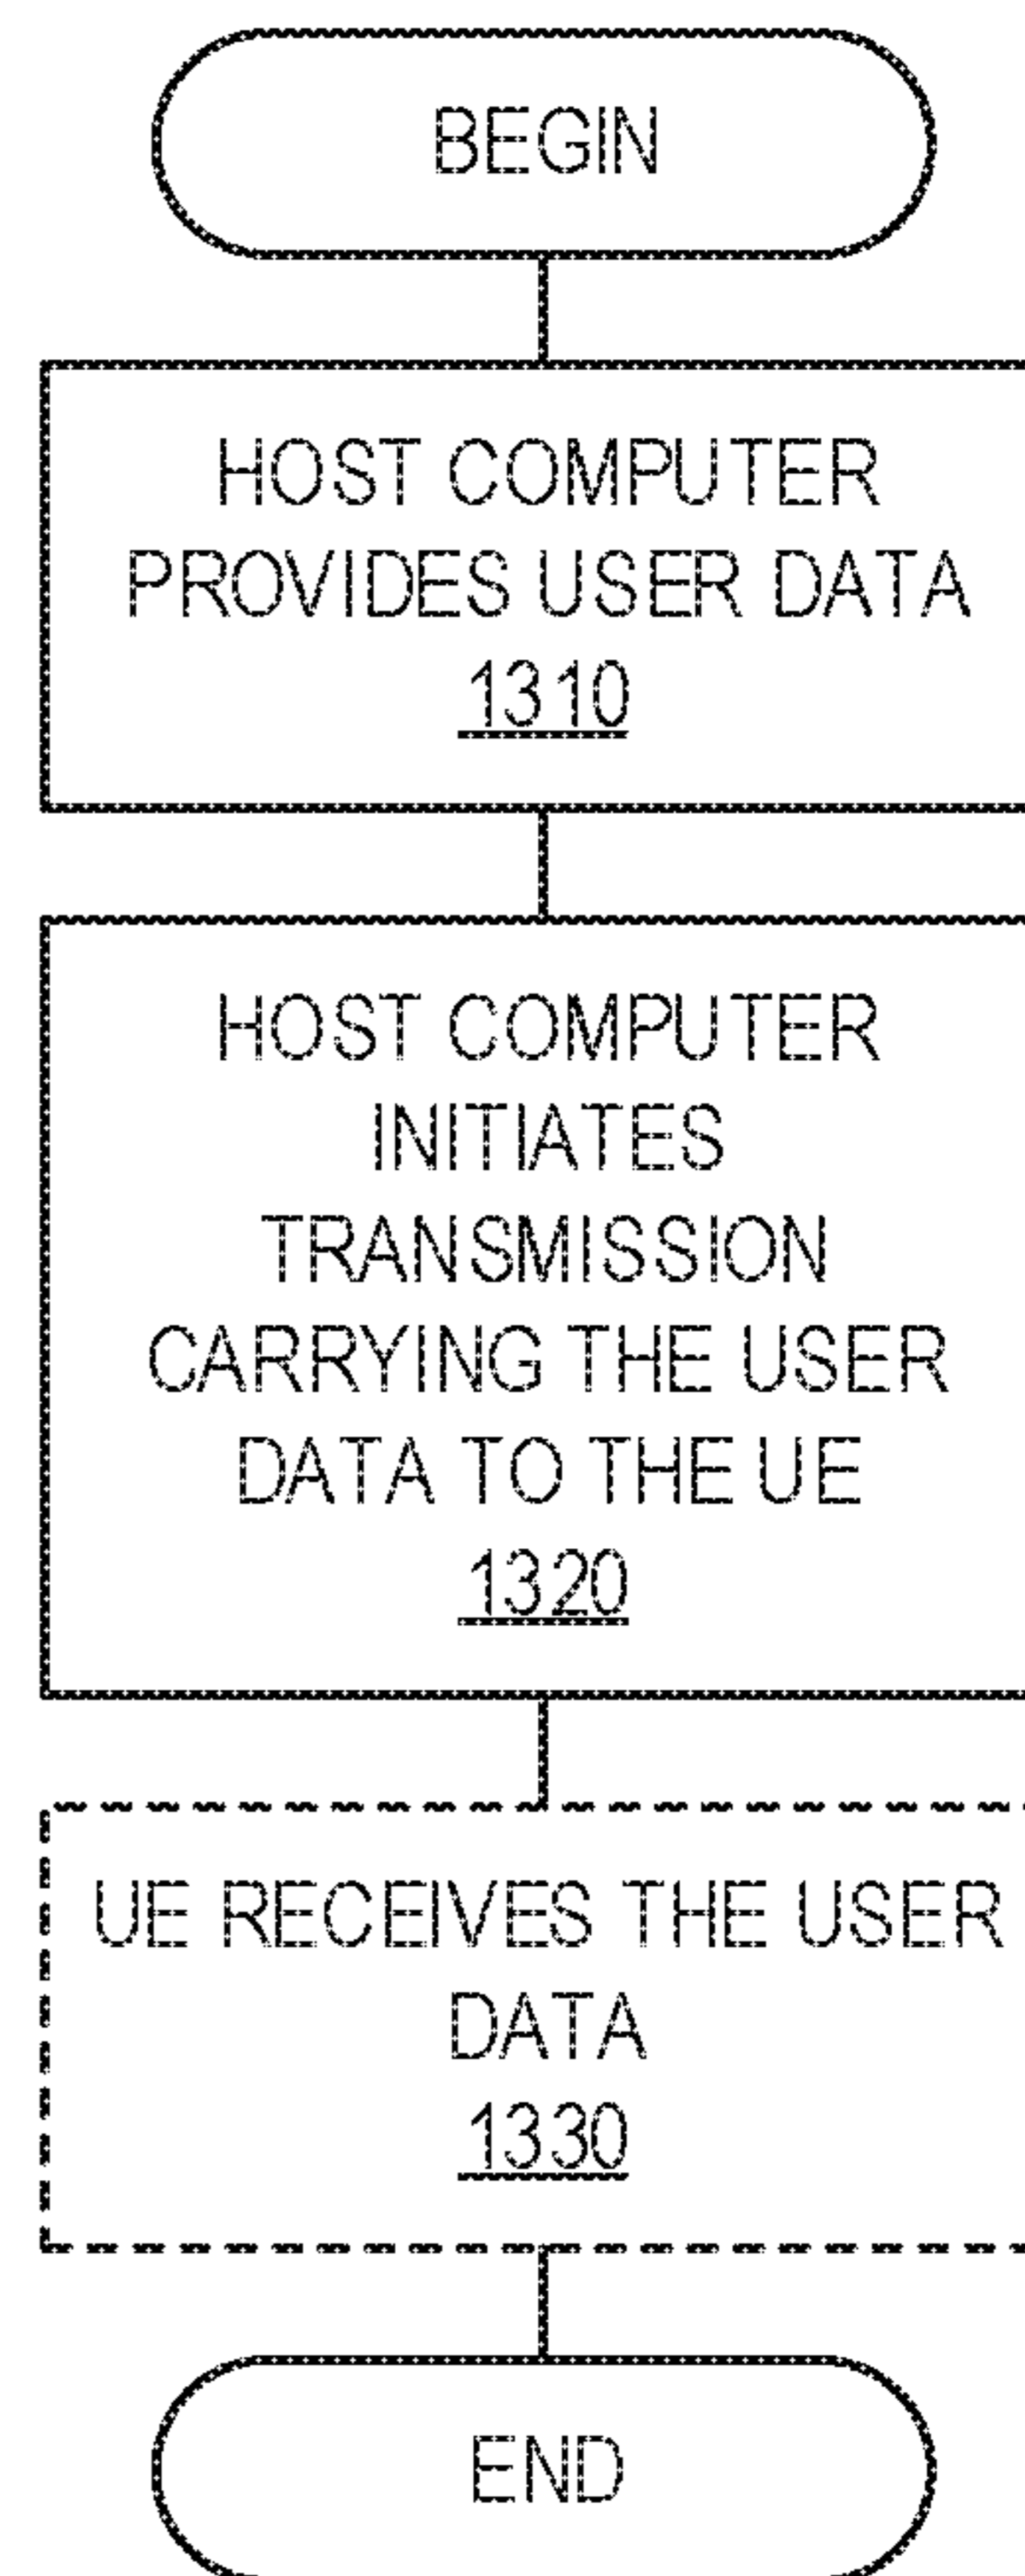 BEGIN
HOST COMPUTER
PROVIDES USER DATA
1310
HOST COMPUTER
INITIATES
TRANSMISSION
CARRYING THE USER
DATA TO THE UE
1320
UE RECEIVES THE USER
DATA
1330
END